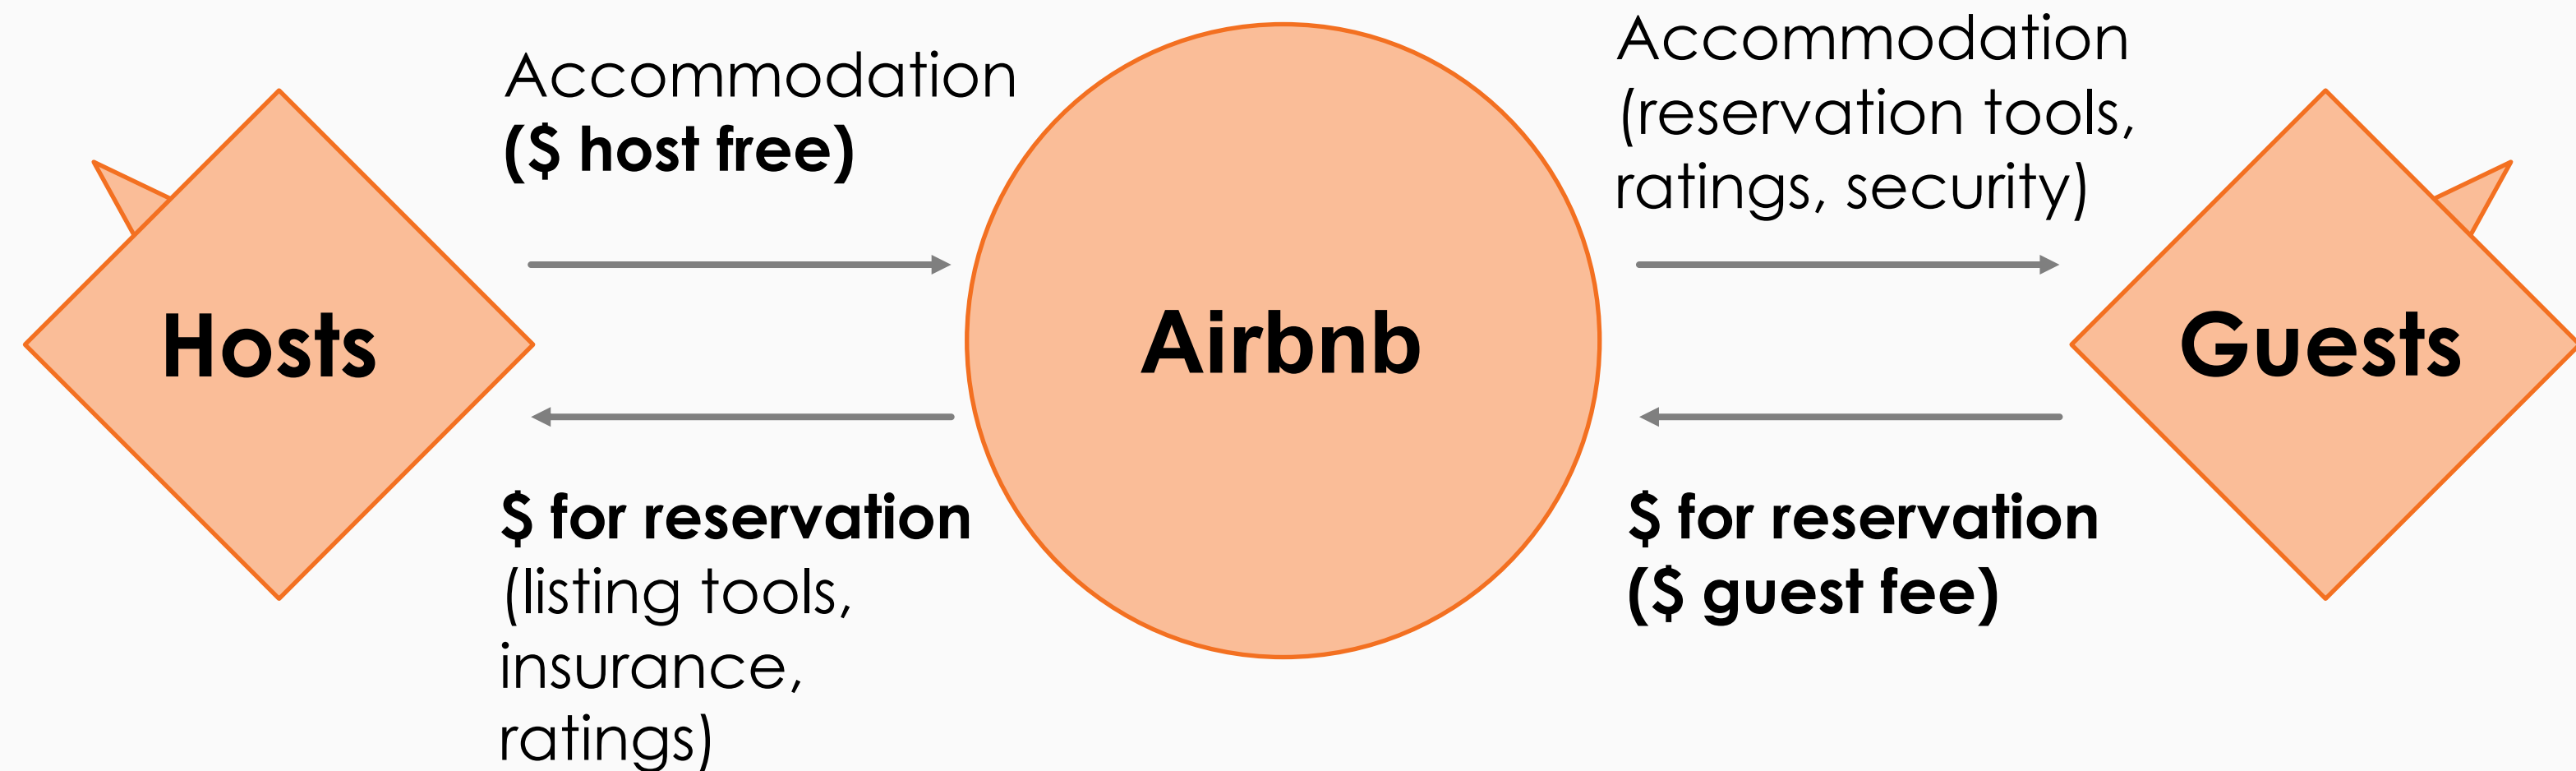 Accommodation
($ host free)
Accommodation
(reservation tools,
ratings, security)
Hosts
Airbnb
Guests
$ for reservation
(listing tools,
insurance,
ratings)
$ for reservation
($ guest fee)